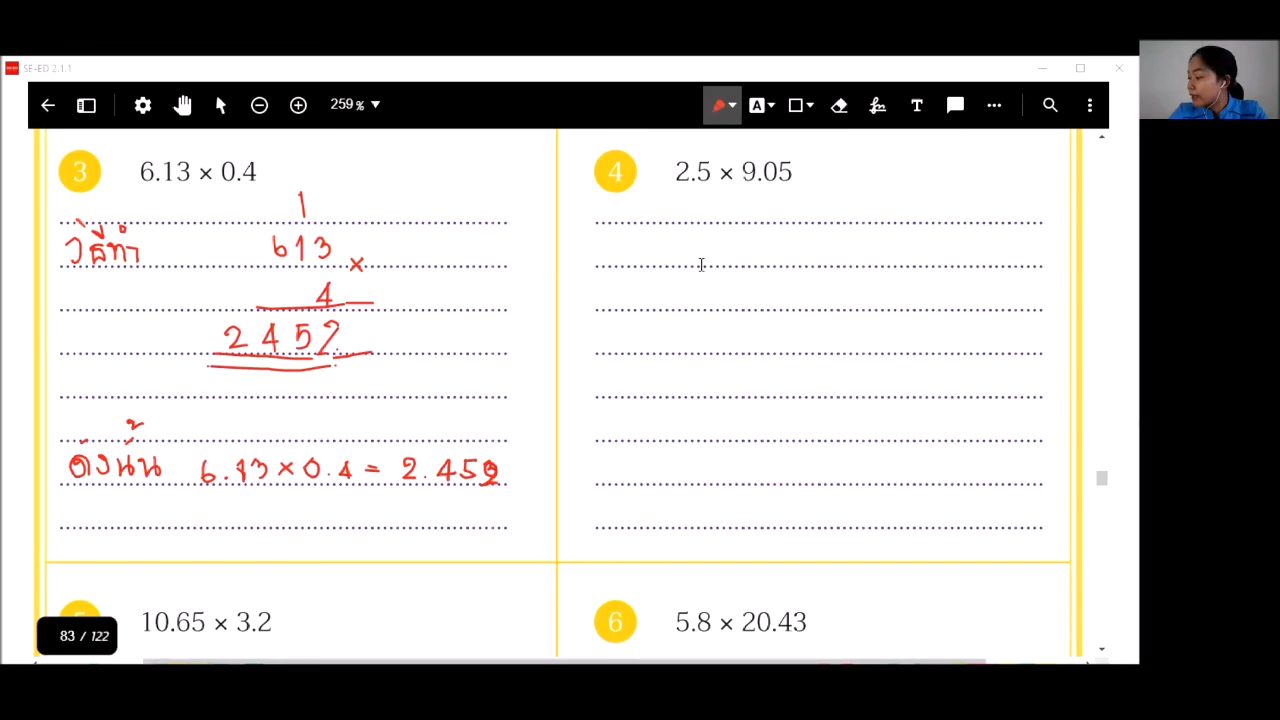 SE-ED 2.1.1
259 %
A
T
3 6.13 × 0.4
1
วิธีทำ 613
×
4
2452
ดังนั้น 6.13 × 0.4 = 2.452
4 2.5 × 9.05
10.65 × 3.2
6 5.8 × 20.43
83 / 122